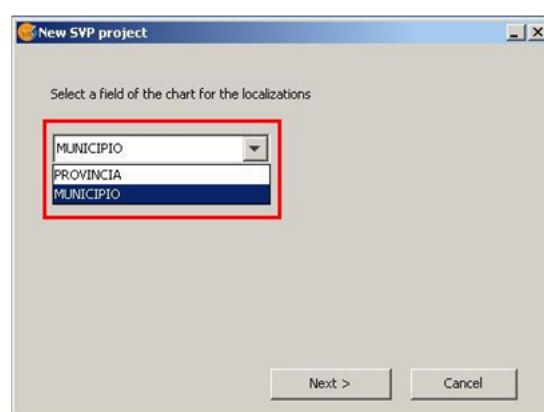 New SVP project
Select a field of the chart for the localizations
MUNICIPIO
PROVINCIA
MUNICIPIO
Next >
Cancel